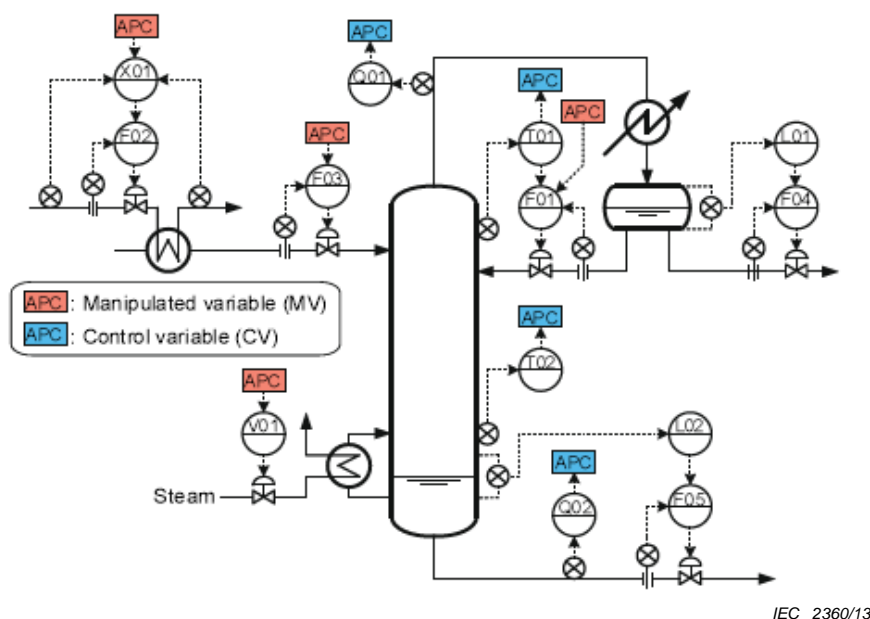 APC
APC
X01
Q01
APC
APC
APC
T01
L01
F02
F03
F01
F04
APC: Manipulated variable (MV)
APC: Control variable (CV)
APC
T02
APC
V01
L02
APC
Steam
Q02
F05
IEC 2360/13